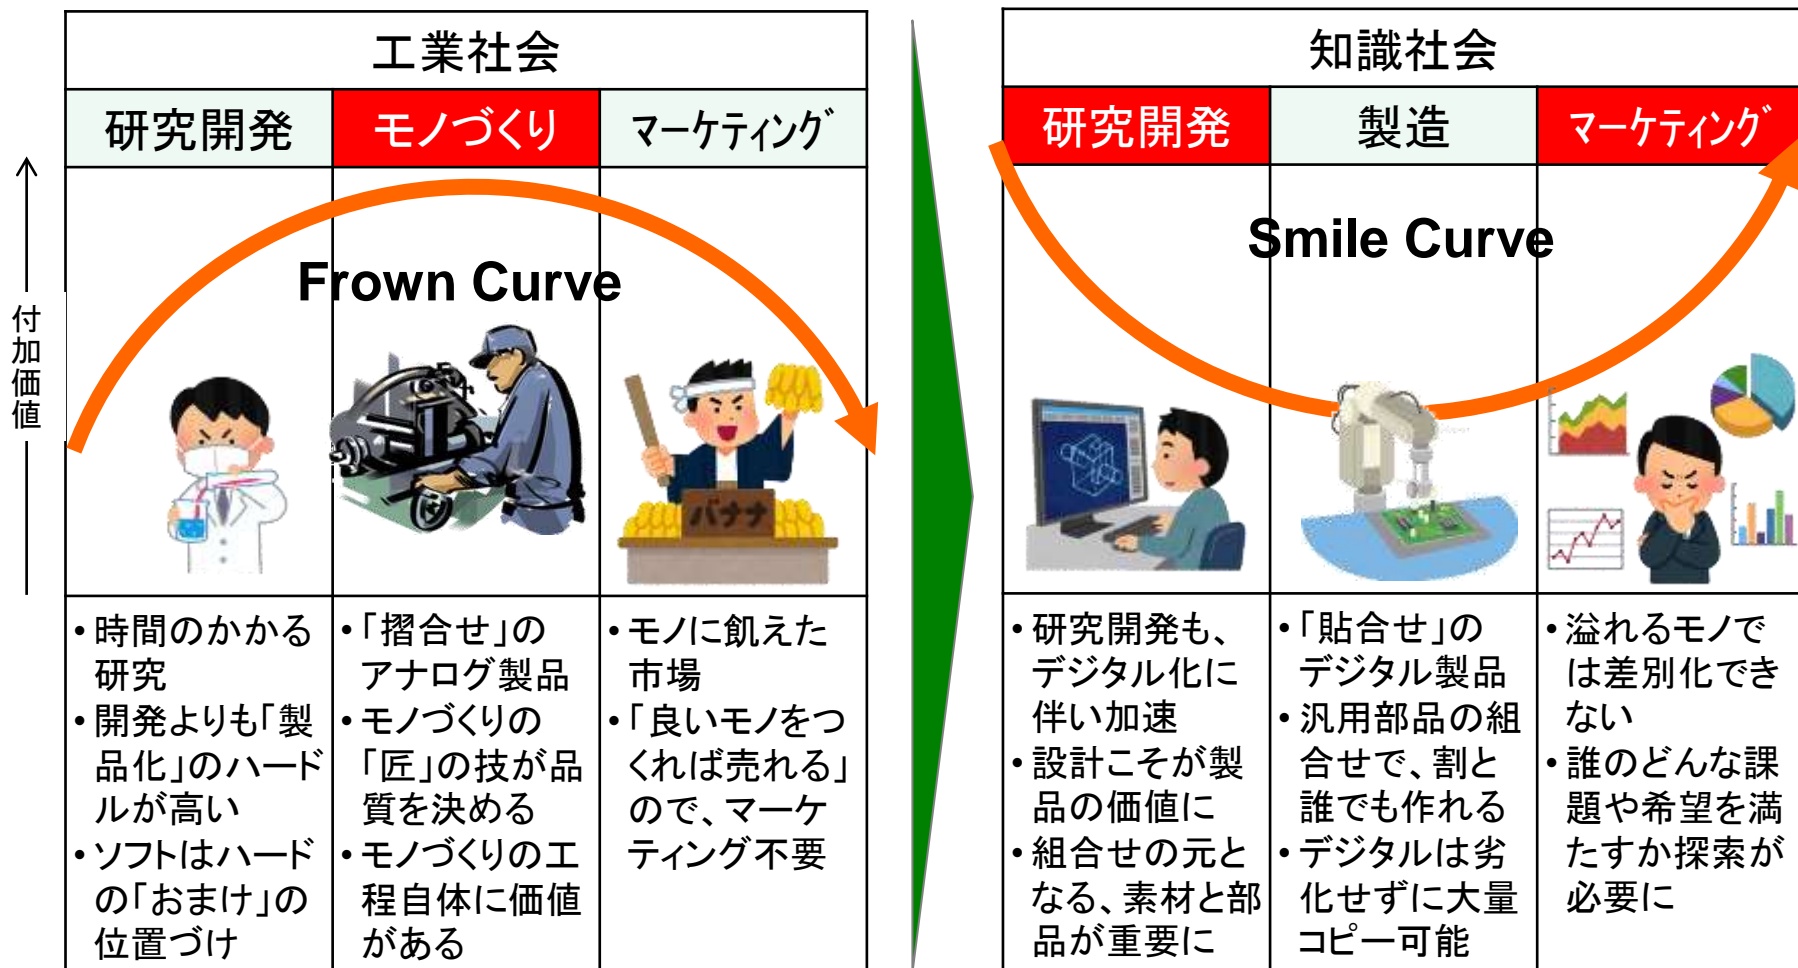 工業社会
研究開発
モノづくり
マーケティング
付加価値
Frown Curve
バナナ
・時間のかかる
研究
・開発よりも「製
品化」のハード
ルが高い
・ソフトはハード
の「おまけ」の
位置づけ
・「摺合せ」の
アナログ製品
・モノづくりの
「匠」の技が品
質を決める
・モノづくりの工
程自体に価値
がある
・モノに飢えた
市場
・「良いモノをつ
くれば売れる」
ので、マーケ
ティング不要
知識社会
研究開発
製造
マーケティング
Smile Curve
・研究開発も、
デジタル化に
伴い加速
・設計こそが製
品の価値に
・組合せの元と
なる、素材と部
品が重要に
・「貼合せ」の
デジタル製品
・汎用部品の組
合せで、割と
誰でも作れる
・デジタルは劣
化せずに大量
コピー可能
・溢れるモノで
は差別化でき
ない
・誰のどんな課
題や希望を満
たすか探索が
必要に